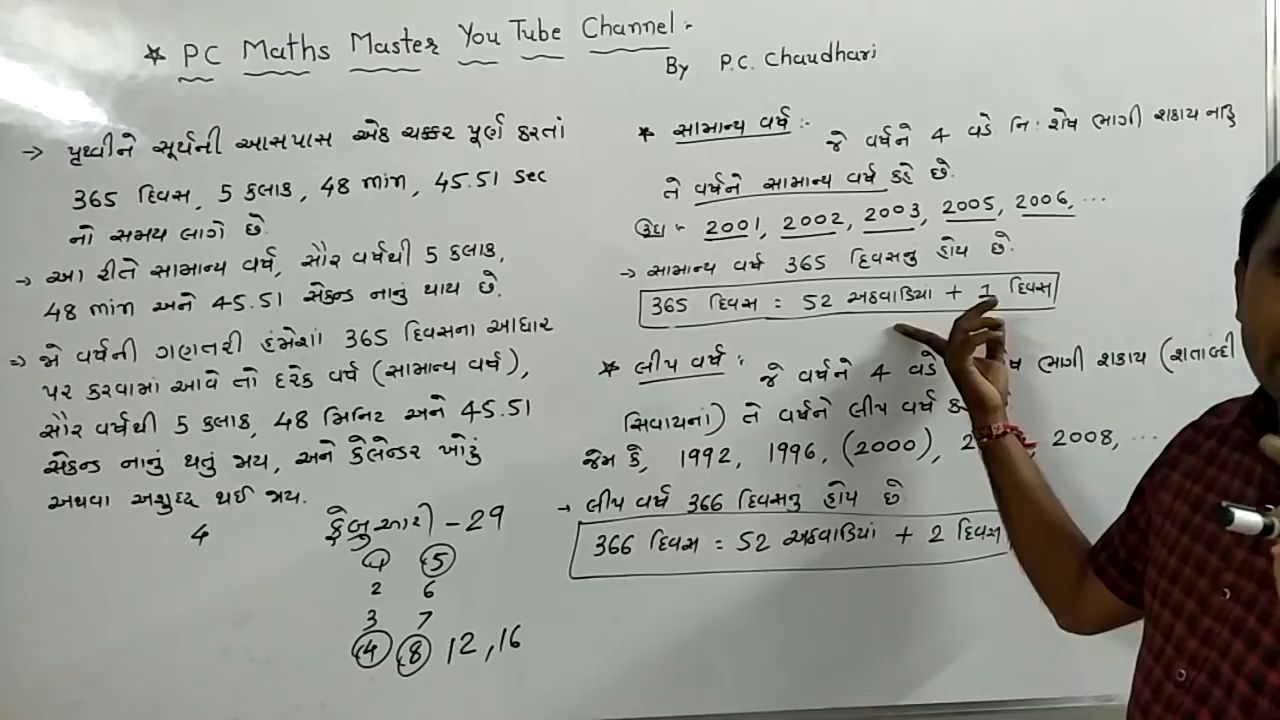 * PC Maths Master You Tube Channel :-
By P.C. Chaudhari
→ પૃથ્વીને સૂર્યની આસપાસ એક ચક્કર પૂર્ણ કરતાં
365 દિવસ, 5 કલાક, 48 માંન, 45.51 sec
નો સમય લાગે છે.
→ આ રીતે સામાન્ય વર્ષ, સૌર વર્ષથી 5 કલાક,
48 માંન અને 45.51 સેકન્ડ નાનું થાય છે.
⇒ જો વર્ષની ગણતરી હંમેશાં 365 દિવસના આધાર
પર કરવામાં આવે તો દરેક વર્ષ (સામાન્ય વર્ષ),
સૌર વર્ષથી 5 કલાક, 48 મિનિટ અને 45.51
સેકન્ડ નાનું થતું જાય, અને કેલેન્ડર ખોટું
અથવા અશુધ્ધ થઈ જાય.
4
ફેબ્રુઆરી - 29
1 5
2 6
3 7
4 8 12, 16
* સામાન્ય વર્ષ :-
જે વર્ષને 4 વડે નિ: શેષ ભાગી શકાય નહિ
તે વર્ષને સામાન્ય વર્ષ કહે છે.
ઉદા :- 2001, 2002, 2003, 2005, 2006, ...
→ સામાન્ય વર્ષ 365 દિવસનું હોય છે.
365 દિવસ = 52 અઠવાડિયા + 1 દિવસ
* લીપ વર્ષ :
જે વર્ષને 4 વડે ભાગી શકાય (શતાબ્દી
સિવાયનાં) તે વર્ષને લીપ વર્ષ
જેમ કે, 1992, 1996, (2000), 2008, ...
→ લીપ વર્ષ 366 દિવસનું હોય છે
366 દિવસ = 52 અઠવાડિયાં + 2 દિવસ